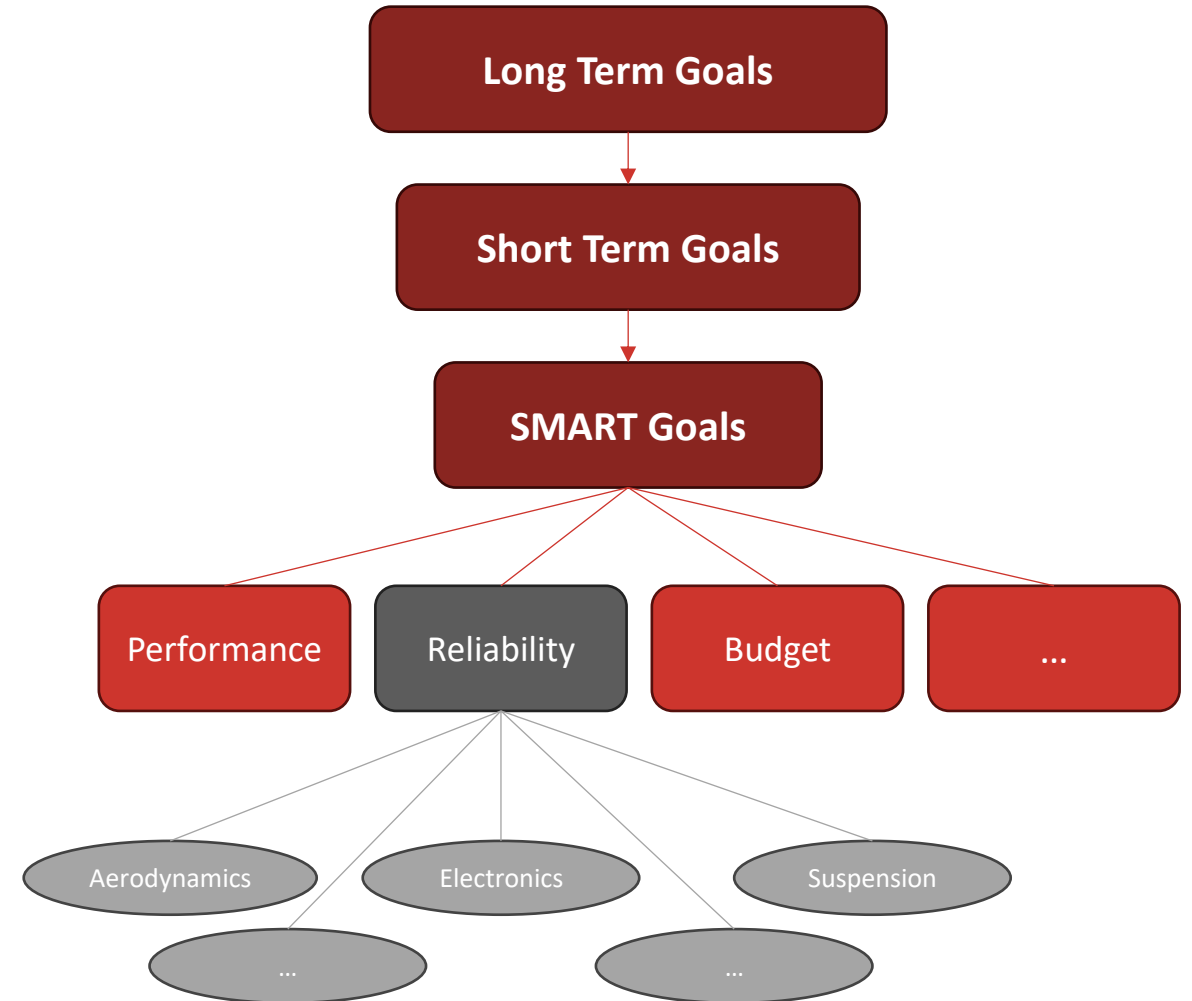 Long Term Goals
Short Term Goals
SMART Goals
Performance
Reliability
Budget
...
Aerodynamics
Electronics
Suspension
...
...